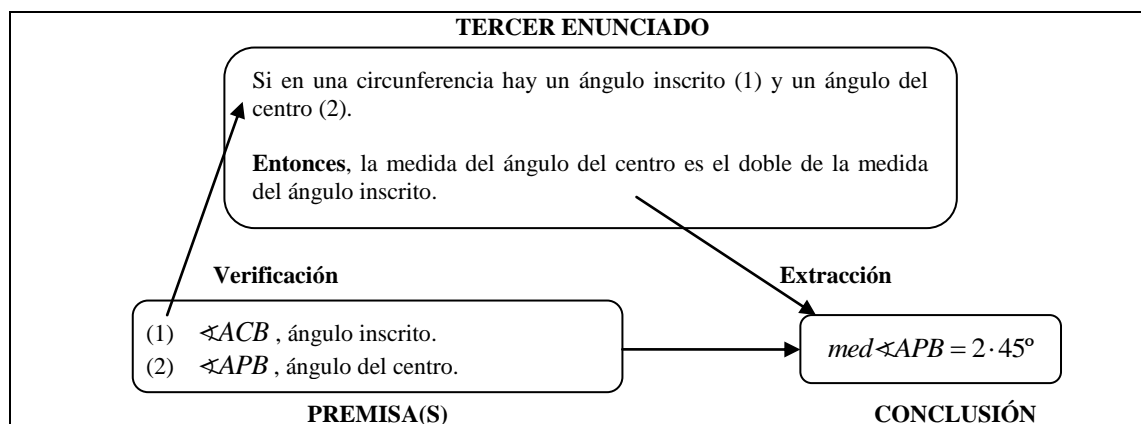 TERCER ENUNCIADO
Si en una circunferencia hay un ángulo inscrito (1) y un ángulo del
centro (2).
Entonces, la medida del ángulo del centro es el doble de la medida
del ángulo inscrito.
Verificación
Extracción
(1) ∢ACB , ángulo inscrito.
(2) ∢APB , ángulo del centro.
med∢APB = 2·45º
PREMISA(S)
CONCLUSIÓN